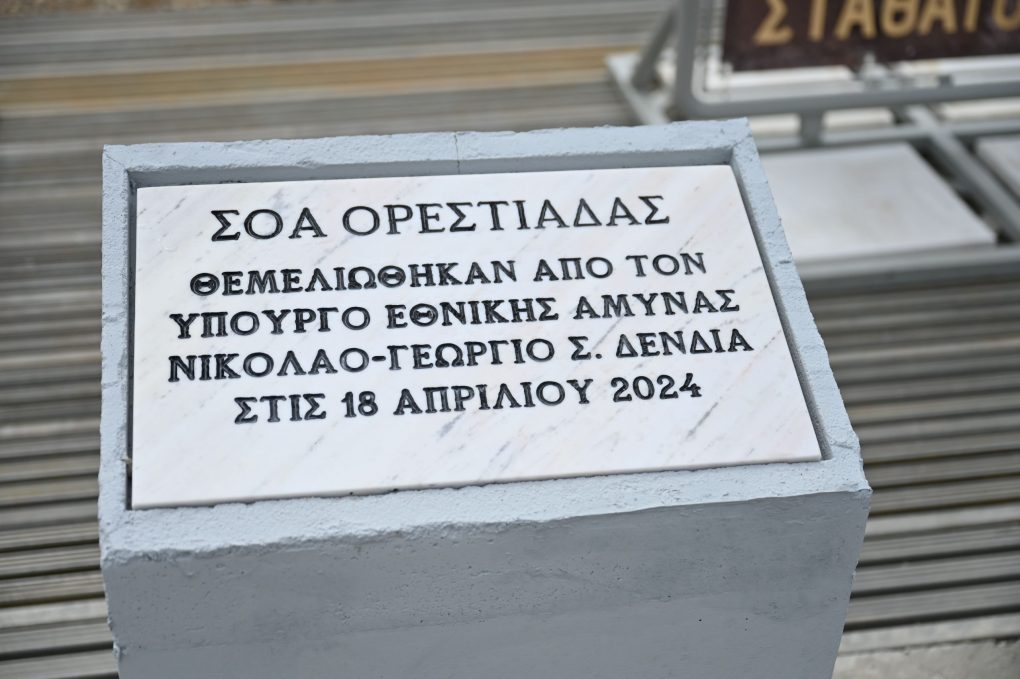 ΣΟΑ ΟΡΕΣΤΙΑΔΑΣ
ΘΕΜΕΛΙΩΘΗΚΑΝ ΑΠΟ ΤΟΝ
ΥΠΟΥΡΓΟ ΕΘΝΙΚΗΣ ΑΜΥΝΑΣ
ΝΙΚΟΛΑΟ-ΓΕΩΡΓΙΟ Σ. ΔΕΝΔΙΑ
ΣΤΙΣ 18 ΑΠΡΙΛΙΟΥ 2024